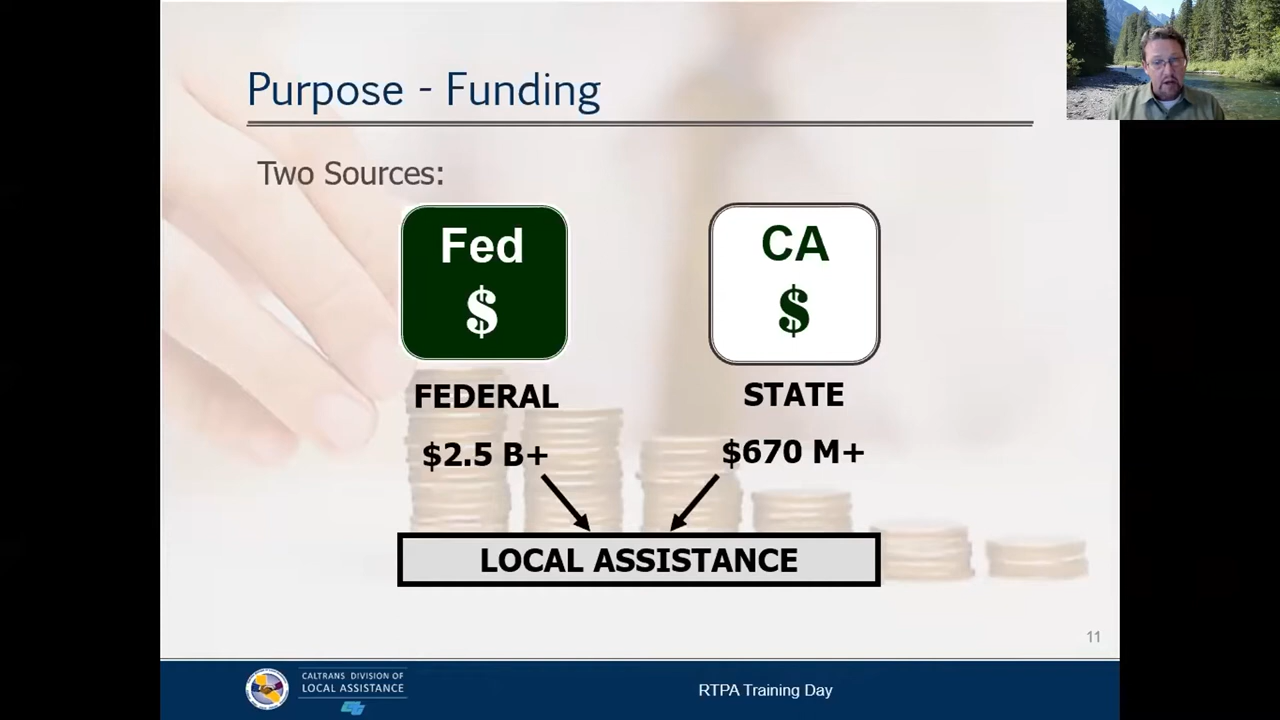 Purpose - Funding
Two Sources:
Fed
$
CA
$
FEDERAL
STATE
$2.5 B+
$670 M+
LOCAL ASSISTANCE
11
CALTRANS DIVISION OF
LOCAL ASSISTANCE
RTPA Training Day